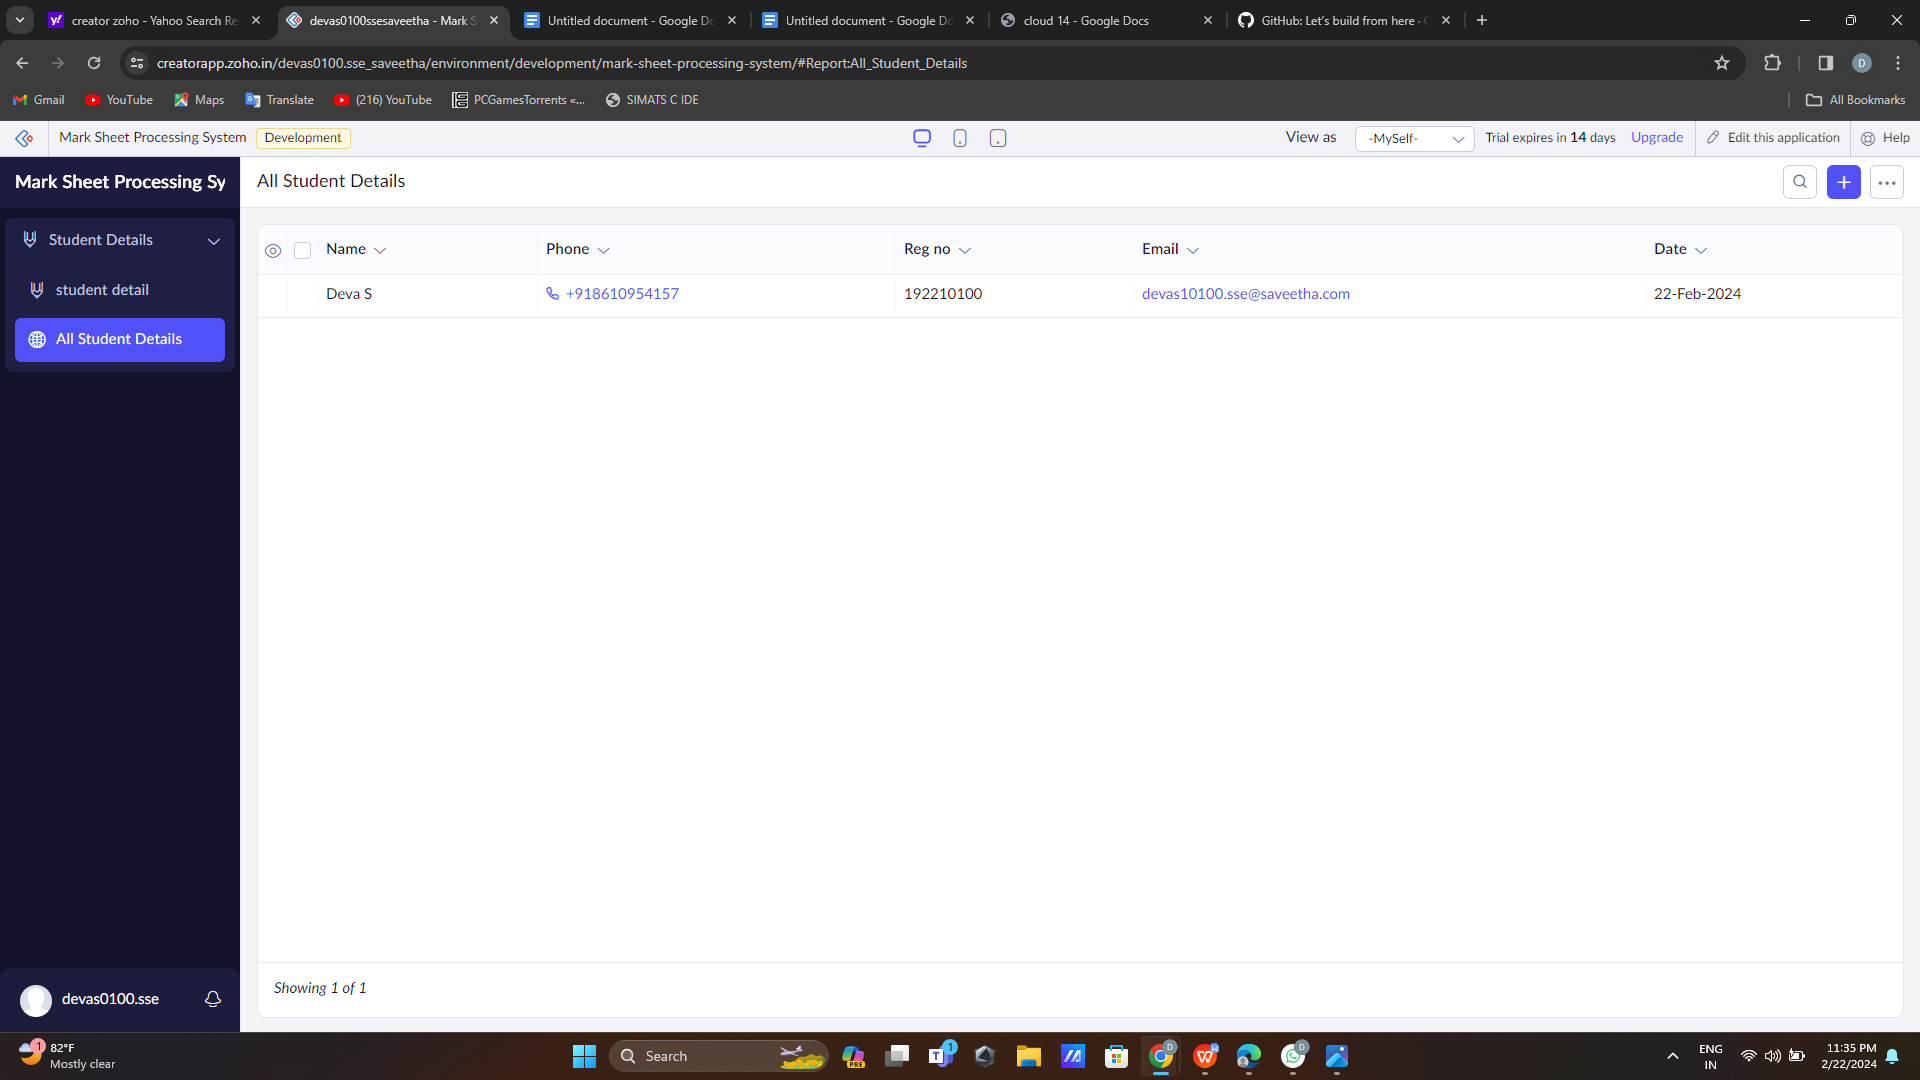 creator zoho - Yahoo Search Re
devas0100ssesaveetha - Mark S
Untitled document - Google Do
Untitled document - Google Do
cloud 14 - Google Docs
GitHub: Let's build from here ·
creatorapp.zoho.in/devas0100.sse_saveetha/environment/development/mark-sheet-processing-system/#Report:All_Student_Details
D
Gmail
YouTube
Maps
Translate
(216) YouTube
PCGamesTorrents «...
SIMATS C IDE
All Bookmarks
Mark Sheet Processing System
Development
View as
-MySelf-
Trial expires in 14 days
Upgrade
Edit this application
Help
Mark Sheet Processing Sy
All Student Details
Student Details
student detail
All Student Details
Name
Phone
Reg no
Email
Date
Deva S
+918610954157
192210100
devas10100.sse@saveetha.com
22-Feb-2024
Showing 1 of 1
devas0100.sse
1
82°F
Mostly clear
Search
PRE
T
1
D
W
D
ENG
IN
11:35 PM
2/22/2024